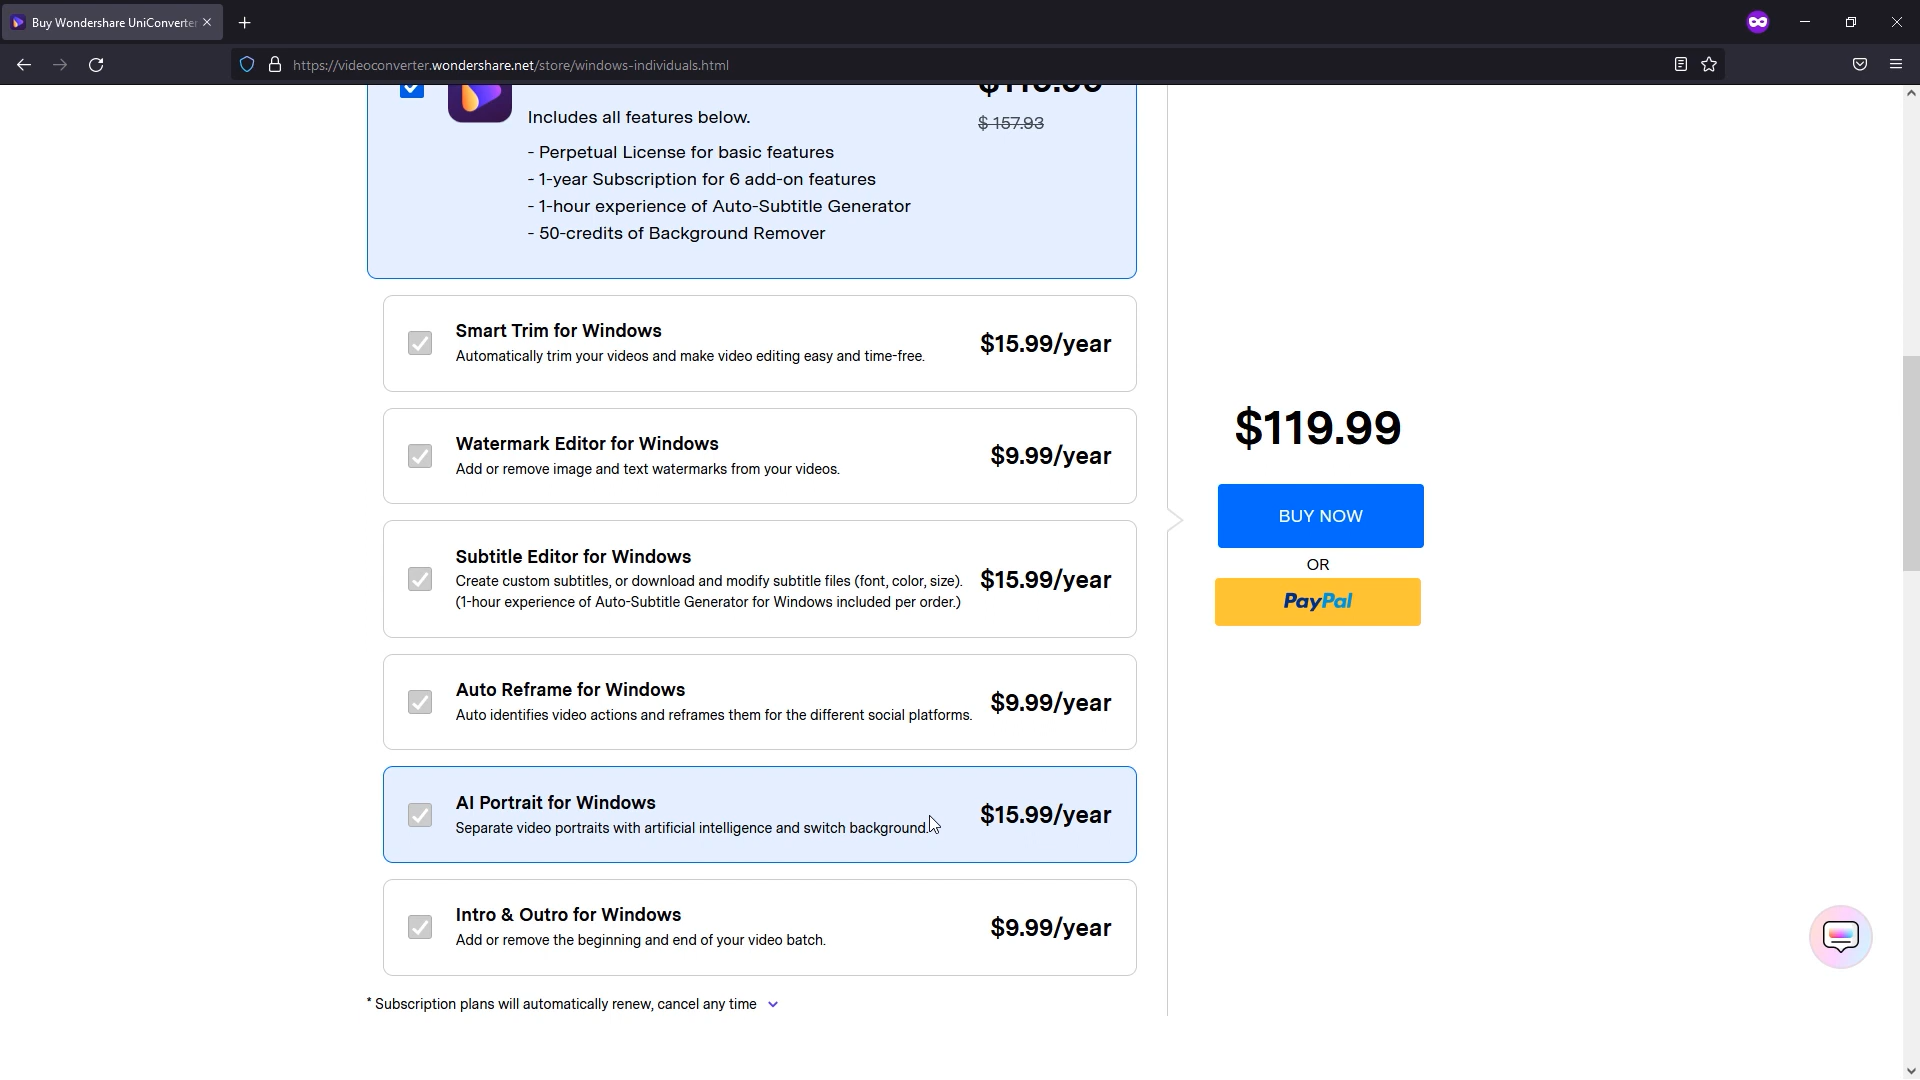 Buy Wondershare UniConverter
https://videoconverter.wondershare.net/store/windows-individuals.html
Includes all features below.
$ 157.93
- Perpetual License for basic features
- 1-year Subscription for 6 add-on features
- 1-hour experience of Auto-Subtitle Generator
- 50-credits of Background Remover
Smart Trim for Windows
Automatically trim your videos and make video editing easy and time-free.
$15.99/year
Watermark Editor for Windows
Add or remove image and text watermarks from your videos.
$9.99/year
Subtitle Editor for Windows
Create custom subtitles, or download and modify subtitle files (font, color, size).
(1-hour experience of Auto-Subtitle Generator for Windows included per order.)
$15.99/year
Auto Reframe for Windows
Auto identifies video actions and reframes them for the different social platforms.
$9.99/year
AI Portrait for Windows
Separate video portraits with artificial intelligence and switch background.
$15.99/year
Intro & Outro for Windows
Add or remove the beginning and end of your video batch.
$9.99/year
* Subscription plans will automatically renew, cancel any time
$119.99
BUY NOW
OR
PayPal